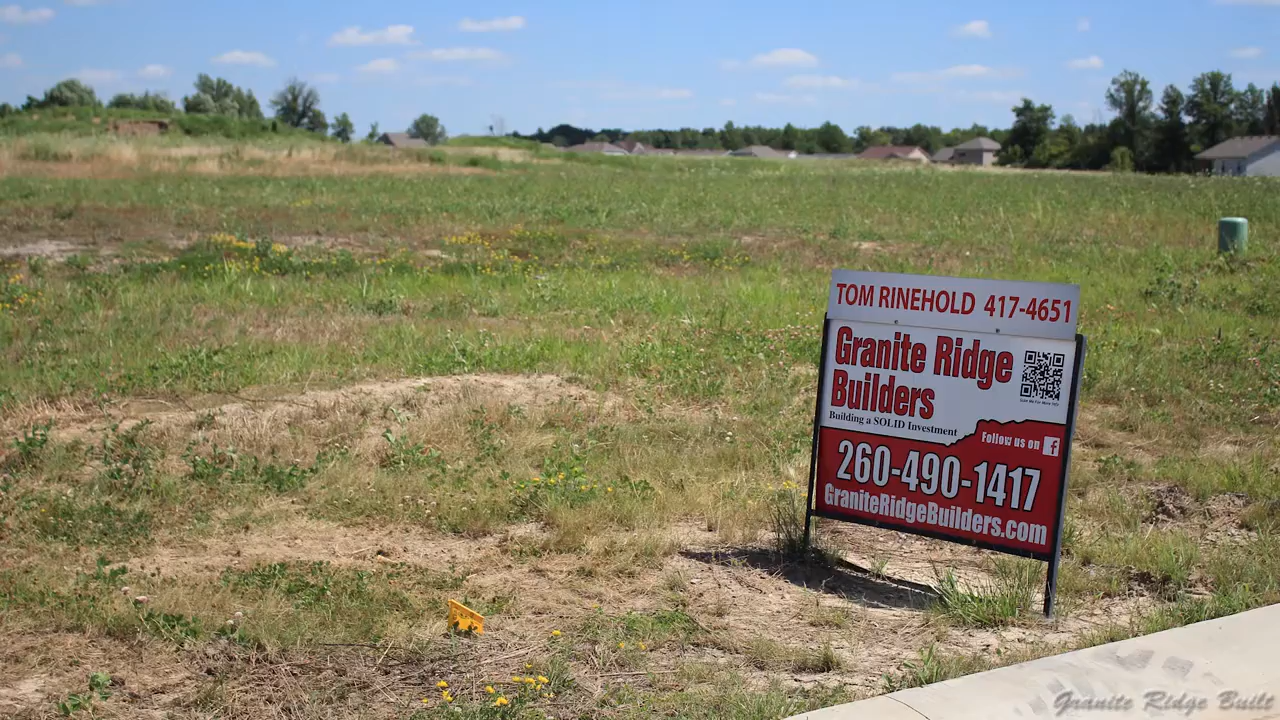 TOM RINEHOLD 417-4651
Granite Ridge
Builders
Building a SOLID Investment
Follow us on f
260-490-1417
GraniteRidgeBuilders.com
Granite Ridge Built